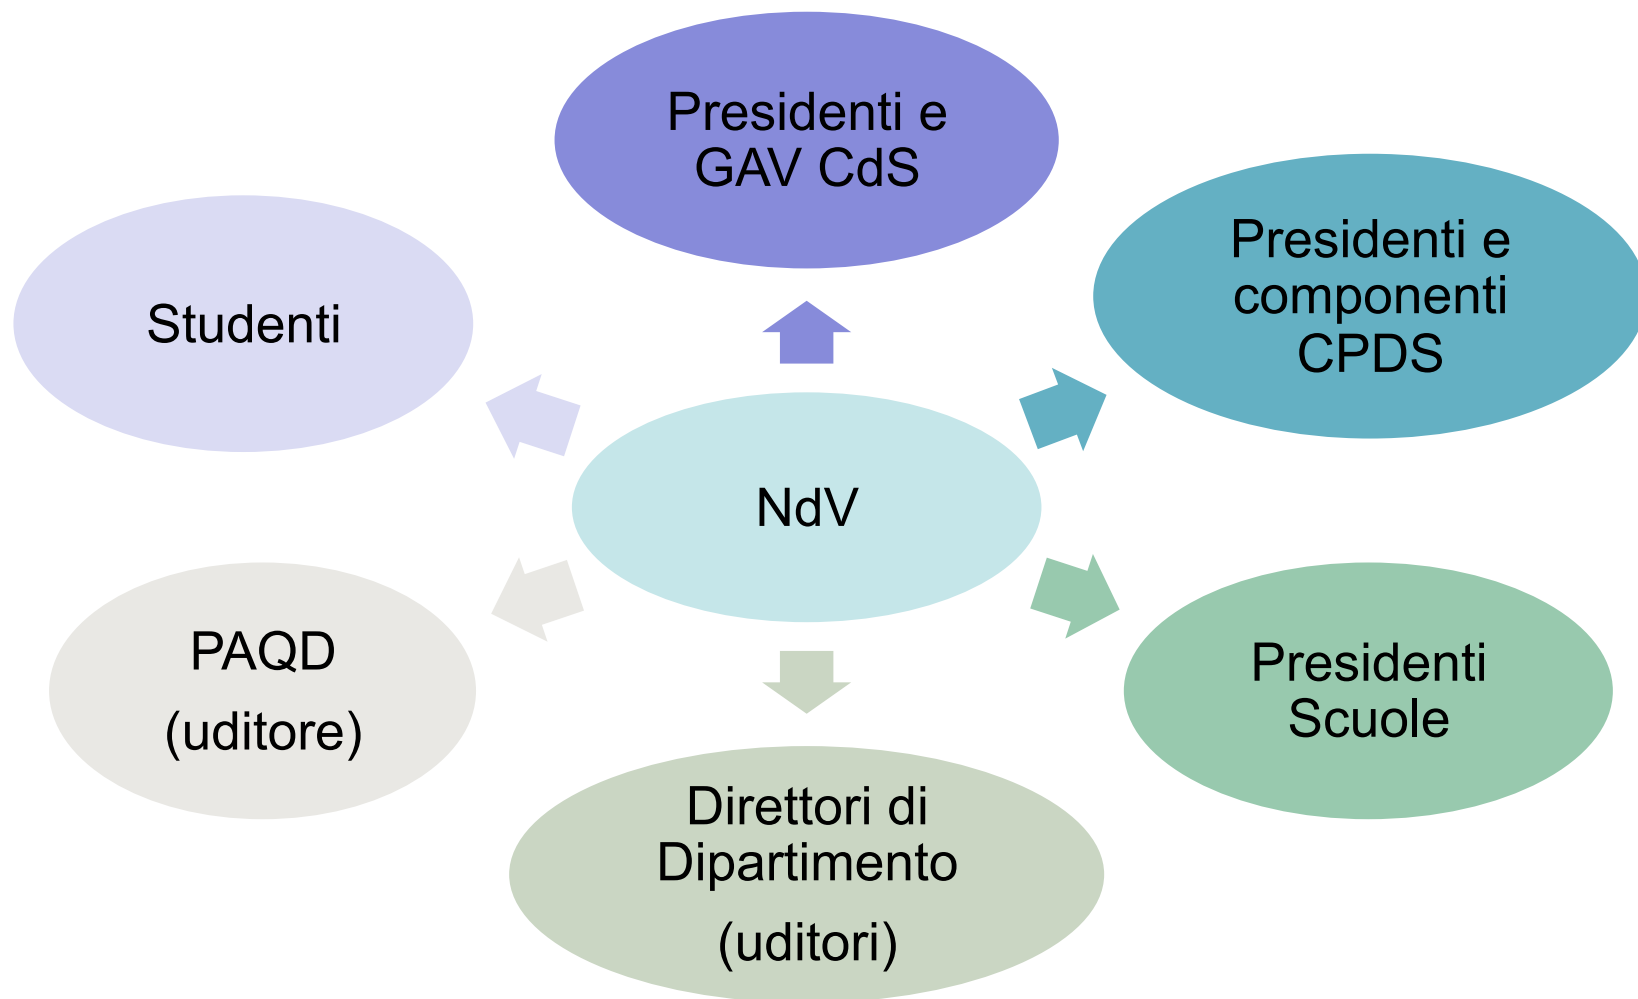 Presidenti e
GAV CdS
Presidenti e
componenti
CPDS
Studenti
NdV
PAQD
(uditore)
Presidenti
Scuole
Direttori di
Dipartimento
(uditori)